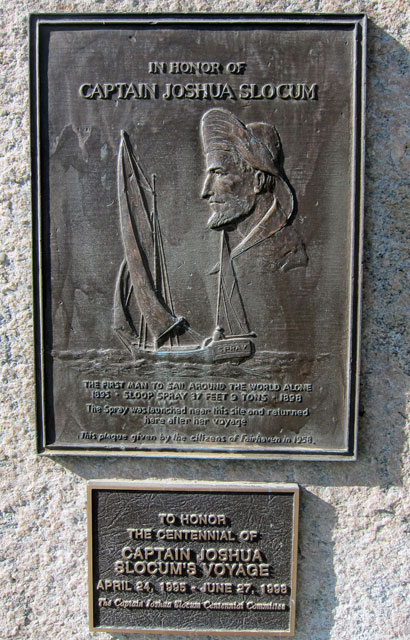 IN HONOR OF
CAPTAIN JOSHUA SLOCUM
SPRAY
THE FIRST MAN TO SAIL AROUND THE WORLD ALONE
1895 · SLOOP SPRAY 37 FEET 9 TONS · 1898
The Spray was launched near this site and returned
here after her voyage
This plaque given by the citizens of Fairhaven in 1958
TO HONOR
THE CENTENNIAL OF
CAPTAIN JOSHUA
SLOCUM'S VOYAGE
APRIL 24, 1995 - JUNE 27, 1998
The Captain Joshua Slocum Centennial Committee